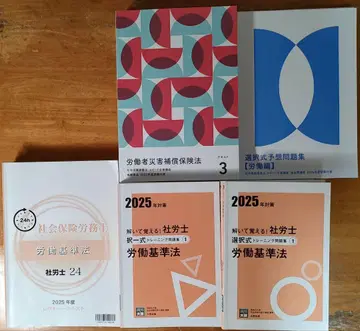 労働者災害補償保険法
3
選択式予想問題集
【労働編】
24h
社会保険労務士
労働基準法
社労士 24
2025年度
2025年対策
解いて覚える!社労士
択一式トレーニング問題集 1
労働基準法
2025年対策
解いて覚える!社労士
選択式トレーニング問題集 1
労働基準法